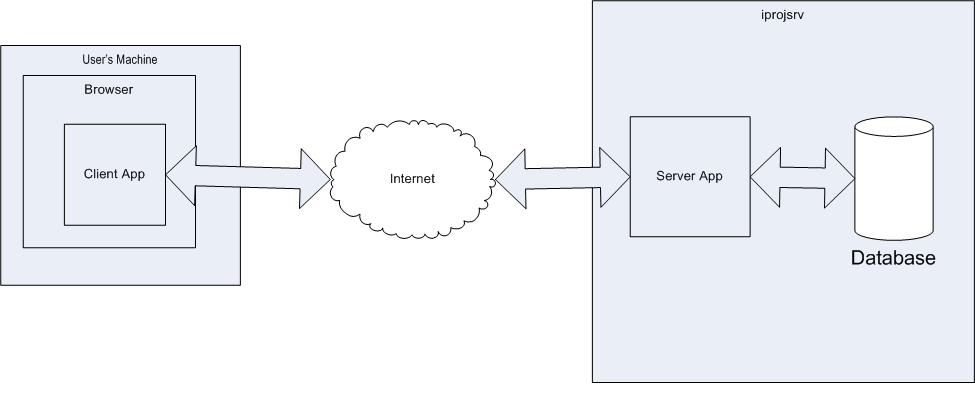 iprojsrv
User's Machine
Browser
Client App
Internet
Server App
Database